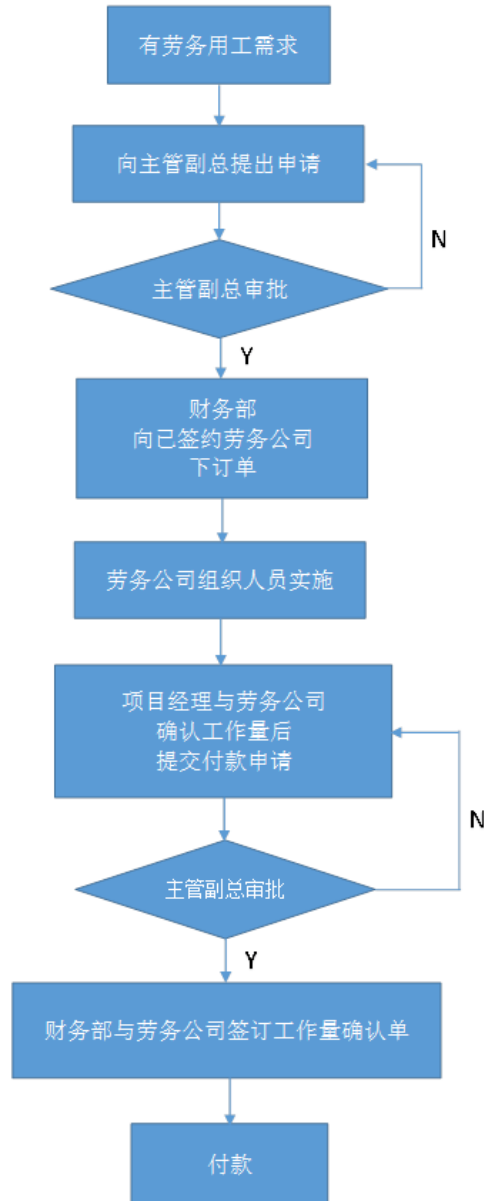 有劳务用工需求
向主管副总提出申请
N
主管副总审批
Y
财务部
向已签约劳务公司
下订单
劳务公司组织人员实施
项目经理与劳务公司
确认工作量后
提交付款申请
N
主管副总审批
Y
财务部与劳务公司签订工作量确认单
付款